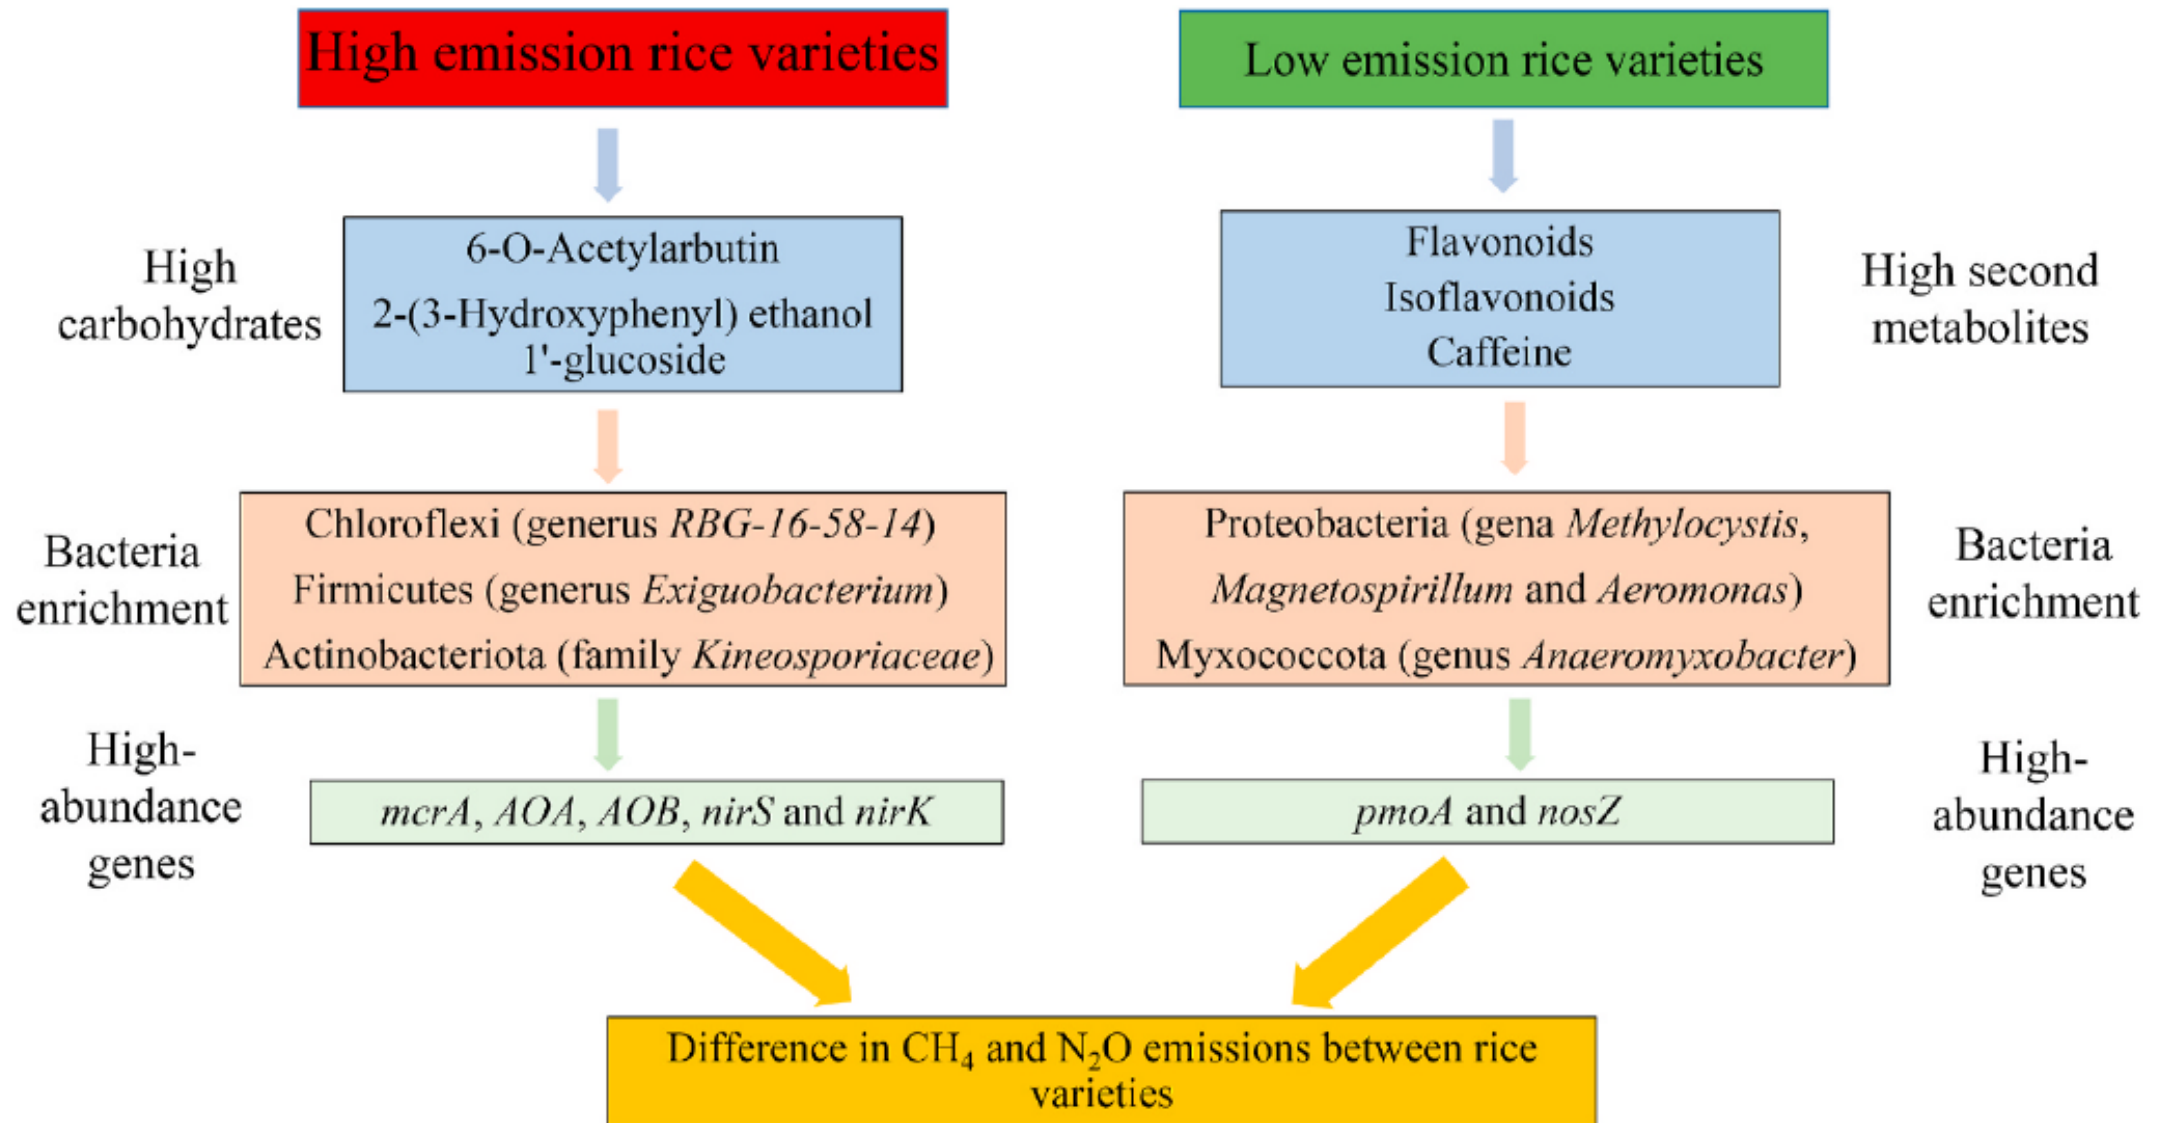 High emission rice varieties
Low emission rice varieties
High
carbohydrates
6-O-Acetylarbutin
2-(3-Hydroxyphenyl) ethanol
1'-glucoside
Flavonoids
Isoflavonoids
Caffeine
High second
metabolites
Bacteria
enrichment
Chloroflexi (generus RBG-16-58-14)
Firmicutes (generus Exiguobacterium)
Actinobacteriota (family Kineosporiaceae)
Proteobacteria (gena Methylocystis,
Magnetospirillum and Aeromonas)
Myxococcota (genus Anaeromyxobacter)
Bacteria
enrichment
High-
abundance
genes
mcrA, AOA, AOB, nirS and nirK
pmoA and nosZ
High-
abundance
genes
Difference in CH₄ and N₂O emissions between rice
varieties